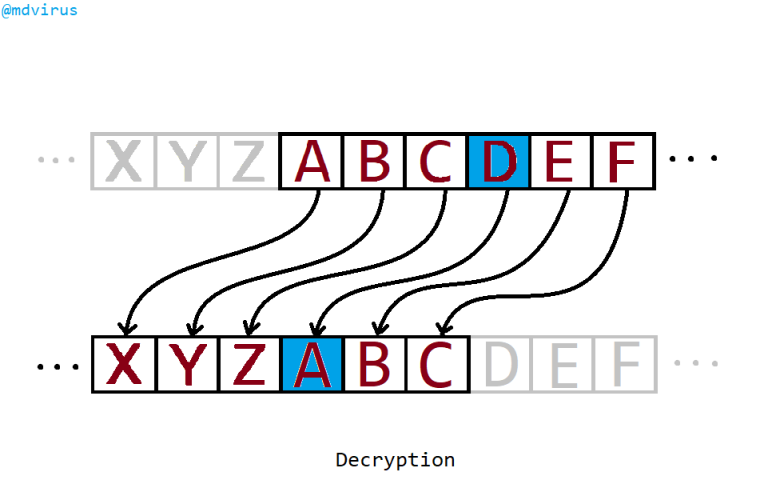 @mdvirus
... X Y Z A B C D E F ...
... X Y Z A B C D E F ...
Decryption